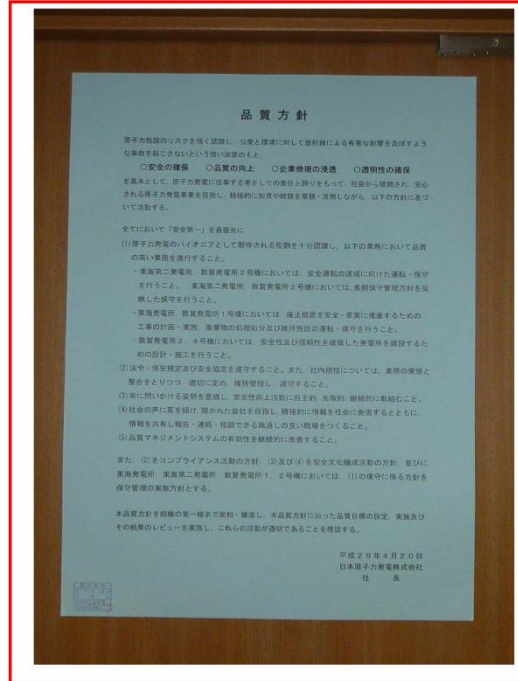 品質方針
原子力施設のリスクを強く認識し、公衆と環境に対して放射線による有害な影響を及ぼすよう
な事故を起こさないという強い決意のもと
○安全の確保　○品質の向上　○企業倫理の浸透　○透明性の確保
を基本として、原子力発電に従事する者としての責任と誇りをもって、社会から信頼され、安心
される原子力発電事業を目指し、積極的に知見や経験を蓄積・活用しながら、以下の方針に基づ
いて活動する。
全てにおいて「安全第一」を最優先に、
(1)原子力発電のパイオニアとして期待される役割を十分認識し、以下の業務において品質
の高い業務を遂行すること。
・東海第二発電所、敦賀発電所２号機においては、安全運転の達成に向けた運転・保守
を行うこと。　東海第二発電所、敦賀発電所２号機においては、長期保守管理方針を反
映した保守を行うこと。
・東海発電所、敦賀発電所１号機においては、廃止措置を安全・着実に推進するための
工事の計画・実施、廃棄物の処理処分及び維持施設の運転・保守を行うこと。
・敦賀発電所３、４号機においては、安全性及び信頼性を確保した発電所を建設するた
めの設計・施工を行うこと。
(2)法令・保安規定及び安全協定を遵守すること。また、社内規程については、業務の実態と
整合をとりつつ、適切に定め、維持管理し、遵守すること。
(3)常に問いかける姿勢を意識し、安全性向上活動に自主的、先取的、継続的に取組むこと。
(4)社会の声に耳を傾け、開かれた会社を目指し、積極的に情報を社会に発信するとともに、
情報を共有し報告・連絡・相談できる風通しの良い職場をつくること。
(5)品質マネジメントシステムの有効性を継続的に改善すること。
また、(2)をコンプライアンス活動の方針、(3)及び(4)を安全文化醸成活動の方針、並びに
東海発電所、東海第二発電所、敦賀発電所１、２号機においては、(1)の保守に係る方針を
保守管理の実施方針とする。
本品質方針を組織の第一線まで周知・徹底し、本品質方針に沿った品質目標の設定、実施及び
その結果のレビューを実施し、これらの活動が適切であることを確認する。
平成２９年４月２０日
日本原子力発電株式会社
社　長